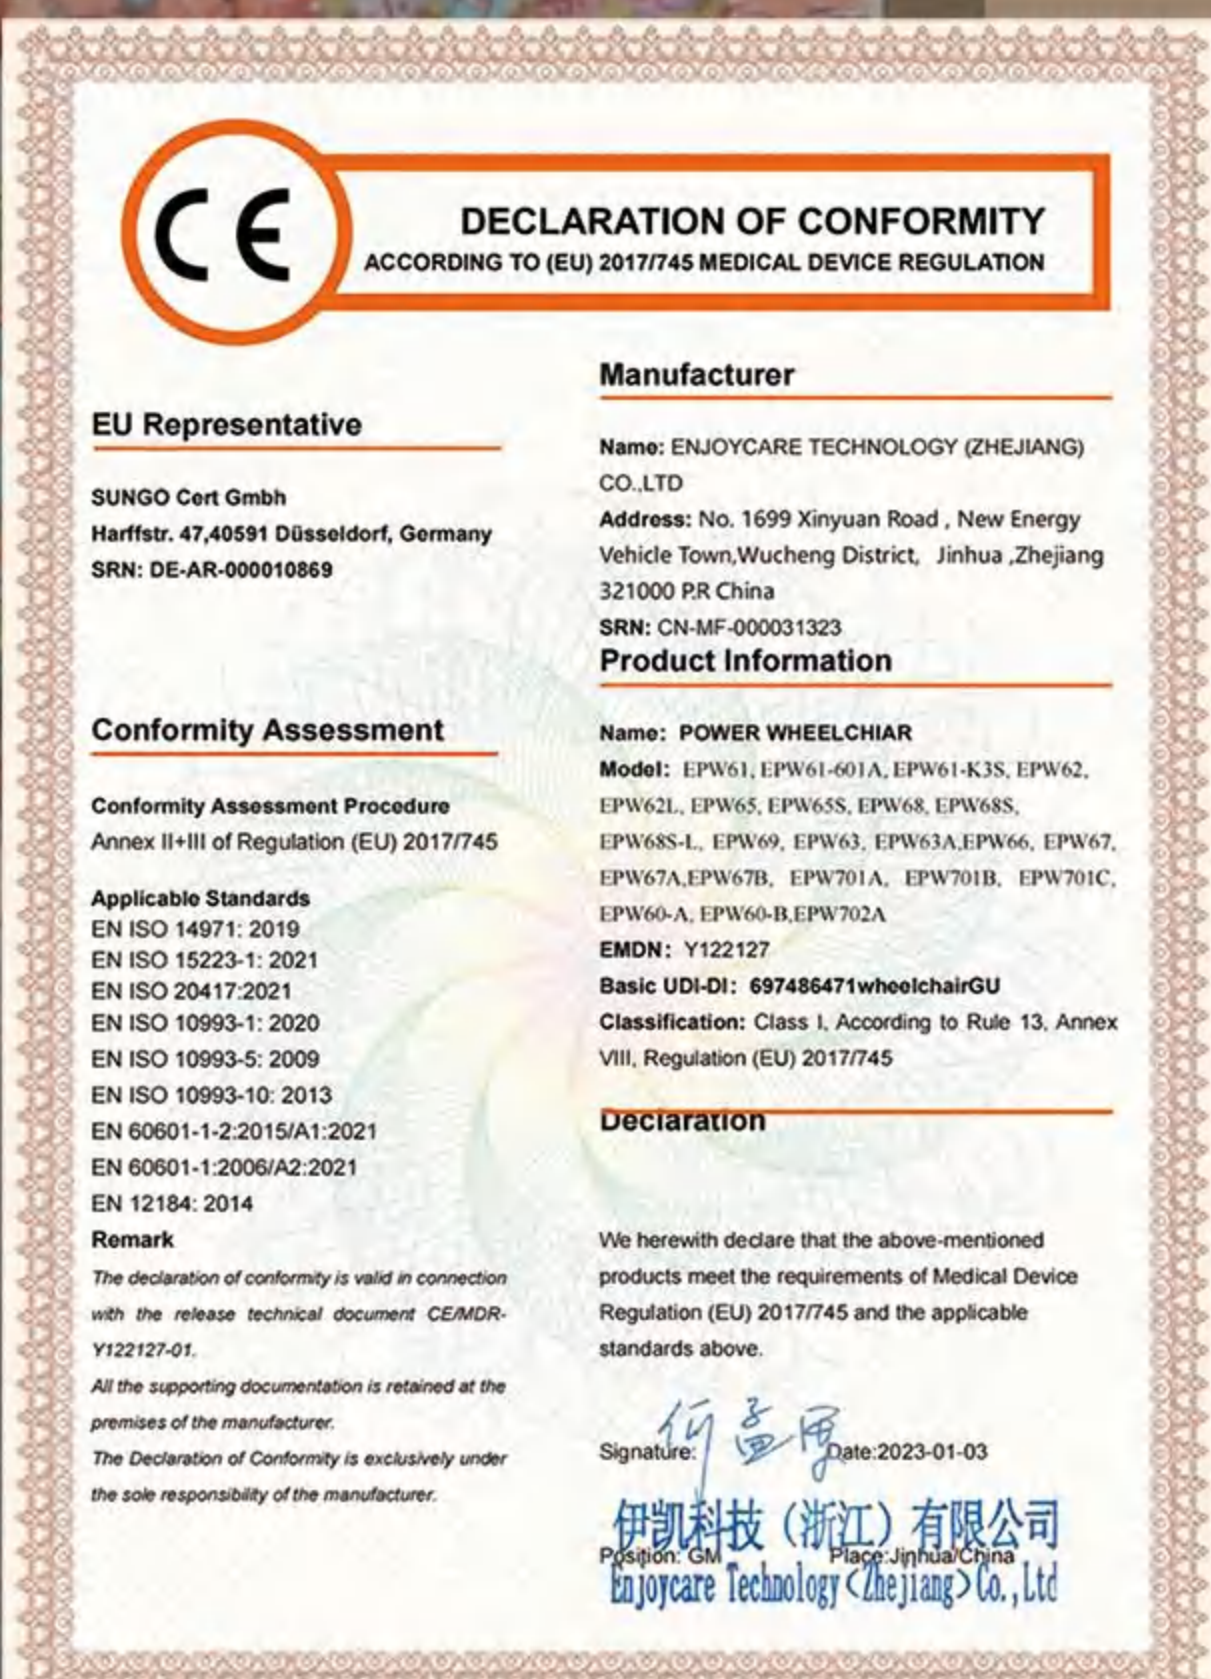 CE
DECLARATION OF CONFORMITY
ACCORDING TO (EU) 2017/745 MEDICAL DEVICE REGULATION
EU Representative
SUNGO Cert Gmbh
Harffstr. 47,40591 Düsseldorf, Germany
SRN: DE-AR-000010869
Conformity Assessment
Conformity Assessment Procedure
Annex II+III of Regulation (EU) 2017/745
Applicable Standards
EN ISO 14971: 2019
EN ISO 15223-1: 2021
EN ISO 20417:2021
EN ISO 10993-1: 2020
EN ISO 10993-5: 2009
EN ISO 10993-10: 2013
EN 60601-1-2:2015/A1:2021
EN 60601-1:2006/A2:2021
EN 12184: 2014
Remark
The declaration of conformity is valid in connection
with the release technical document CE/MDR-
Y122127-01.
All the supporting documentation is retained at the
premises of the manufacturer.
The Declaration of Conformity is exclusively under
the sole responsibility of the manufacturer.
Manufacturer
Name: ENJOYCARE TECHNOLOGY (ZHEJIANG)
CO.,LTD
Address: No. 1699 Xinyuan Road , New Energy
Vehicle Town,Wucheng District, Jinhua ,Zhejiang
321000 P.R China
SRN: CN-MF-000031323
Product Information
Name: POWER WHEELCHIAR
Model: EPW61, EPW61-601A, EPW61-K3S, EPW62,
EPW62L, EPW65, EPW65S, EPW68, EPW68S,
EPW68S-L, EPW69, EPW63, EPW63A,EPW66, EPW67,
EPW67A,EPW67B, EPW701A, EPW701B, EPW701C,
EPW60-A, EPW60-B,EPW702A
EMDN: Y122127
Basic UDI-DI: 697486471wheelchairGU
Classification: Class I, According to Rule 13, Annex
VIII, Regulation (EU) 2017/745
Declaration
We herewith declare that the above-mentioned
products meet the requirements of Medical Device
Regulation (EU) 2017/745 and the applicable
standards above.
Signature: Date:2023-01-03
伊凯科技（浙江）有限公司
Position: GM Place:Jinhua/China
Enjoycare Technology<Zhejiang>Co.,Ltd